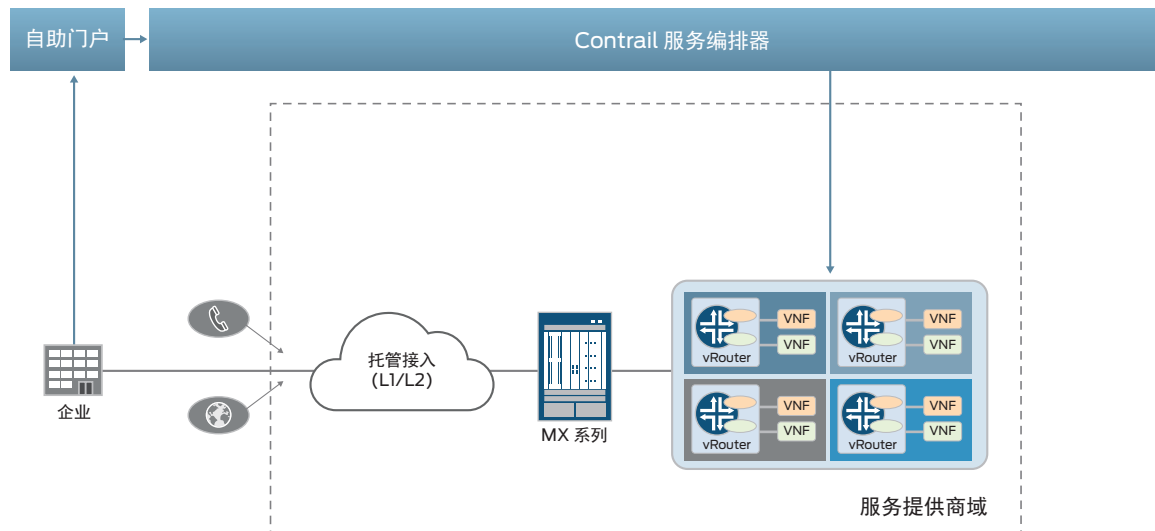 自助门户
Contrail 服务编排器
企业
托管接入
(L1/L2)
MX 系列
vRouter
VNF
VNF
vRouter
VNF
VNF
vRouter
VNF
VNF
vRouter
VNF
VNF
服务提供商域